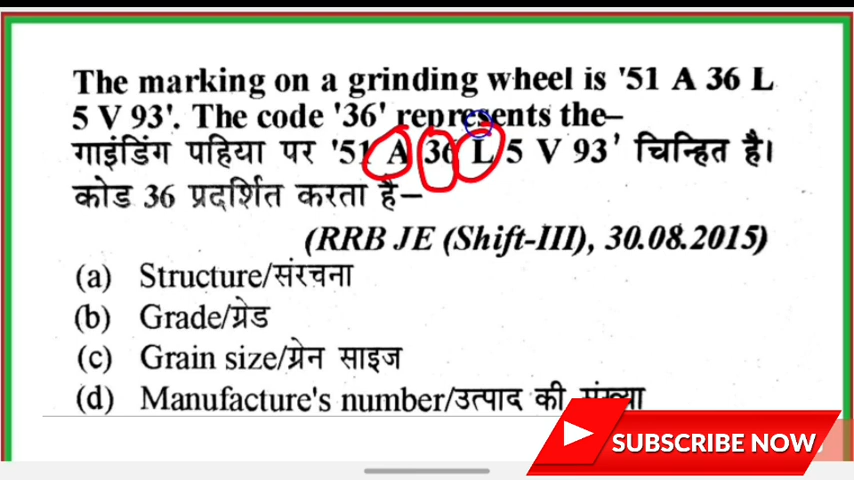 The marking on a grinding wheel is '51 A 36 L
5 V 93'. The code '36' represents the–
गाइंडिंग पहिया पर '51 A 36 L 5 V 93' चिन्हित है।
कोड 36 प्रदर्शित करता है–
(RRB JE (Shift-III), 30.08.2015)
(a) Structure/संरचना
(b) Grade/ग्रेड
(c) Grain size/ग्रेन साइज
(d) Manufacture's number/उत्पाद की संख्या
SUBSCRIBE NOW